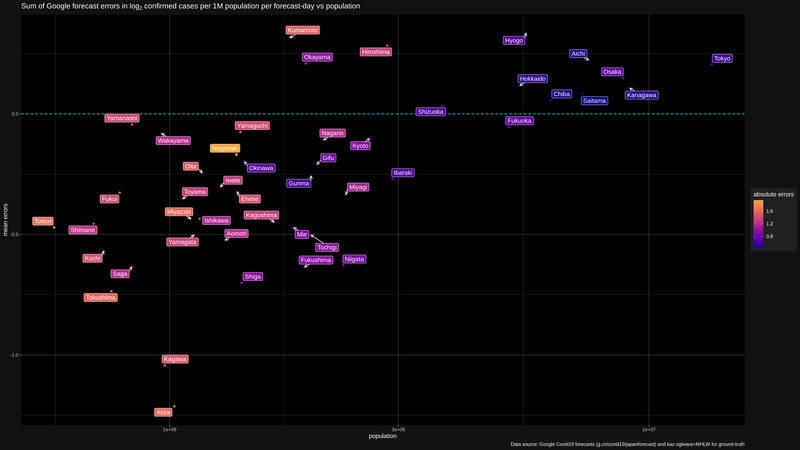 Sum of Google forecast errors in log2 confirmed cases per 1M population per forecast-day vs population
Kumamoto
Hyogo
Hiroshima
Aichi
Okayama
Tokyo
Osaka
Hokkaido
Chiba
Kanagawa
Saitama
Shizuoka
0.0
Yamanashi
Fukuoka
Yamaguchi
Nagano
Wakayama
Kyoto
Nagasaki
Gifu
Oita
Okinawa
Ibaraki
Iwate
Gunma
Miyagi
Toyama
absolute errors
Fukui
Ehime
1.6
Miyazaki
1.2
Kagoshima
0.8
Tottori
Ishikawa
mean errors
Shimane
-0.5
Aomori
Mie
Yamagata
Tochigi
Kochi
Fukushima
Niigata
Saga
Shiga
Tokushima
-1.0
Kagawa
Akita
1e+06
3e+06
1e+07
population
Data source: Google Covid19 forecasts (g.co/covid19/japanforecast) and kaz-ogiwara+MHLW for ground-truth